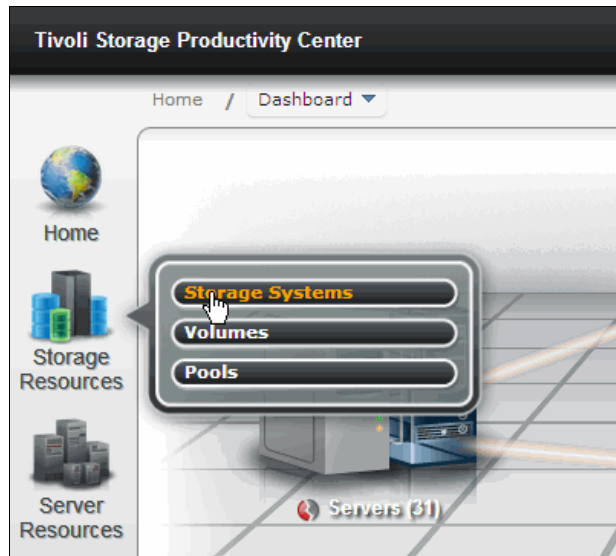 Tivoli Storage Productivity Center
Home / Dashboard
Home
Storage Systems
Volumes
Pools
Storage
Resources
Servers (31)
Server
Resources